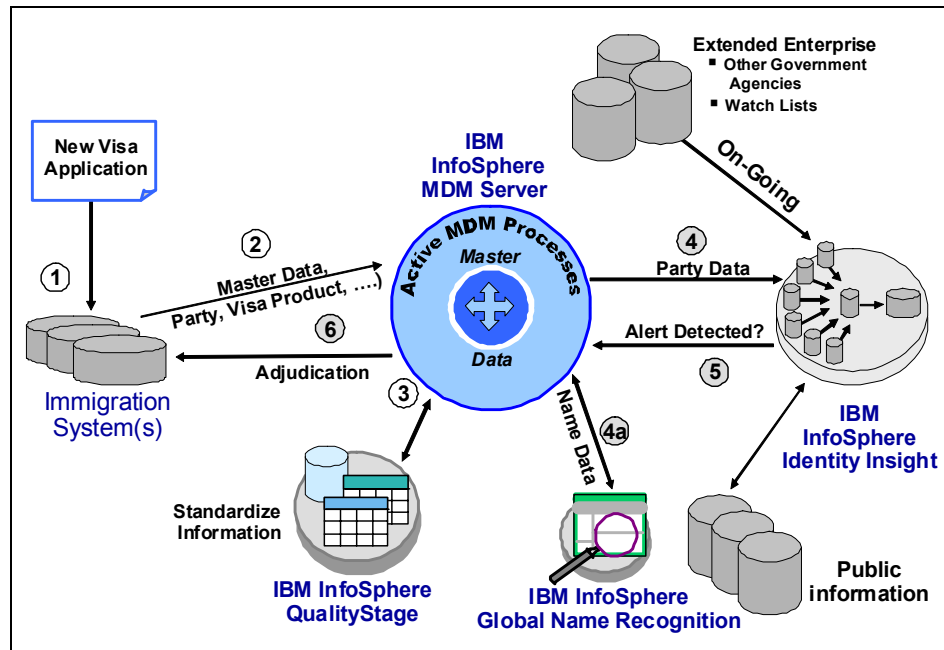 Extended Enterprise
▪ Other Government
Agencies
▪ Watch Lists
New Visa
Application
IBM
InfoSphere
MDM Server
On-Going
Active MDM Processes
Master
Data
1
2
Master Data,
Party, Visa Product, ....)
6
Adjudication
Immigration
System(s)
4
Party Data
Alert Detected?
5
3
Standardize
Information
IBM InfoSphere
QualityStage
4a
Name Data
IBM InfoSphere
Global Name Recognition
IBM
InfoSphere
Identity Insight
Public
information